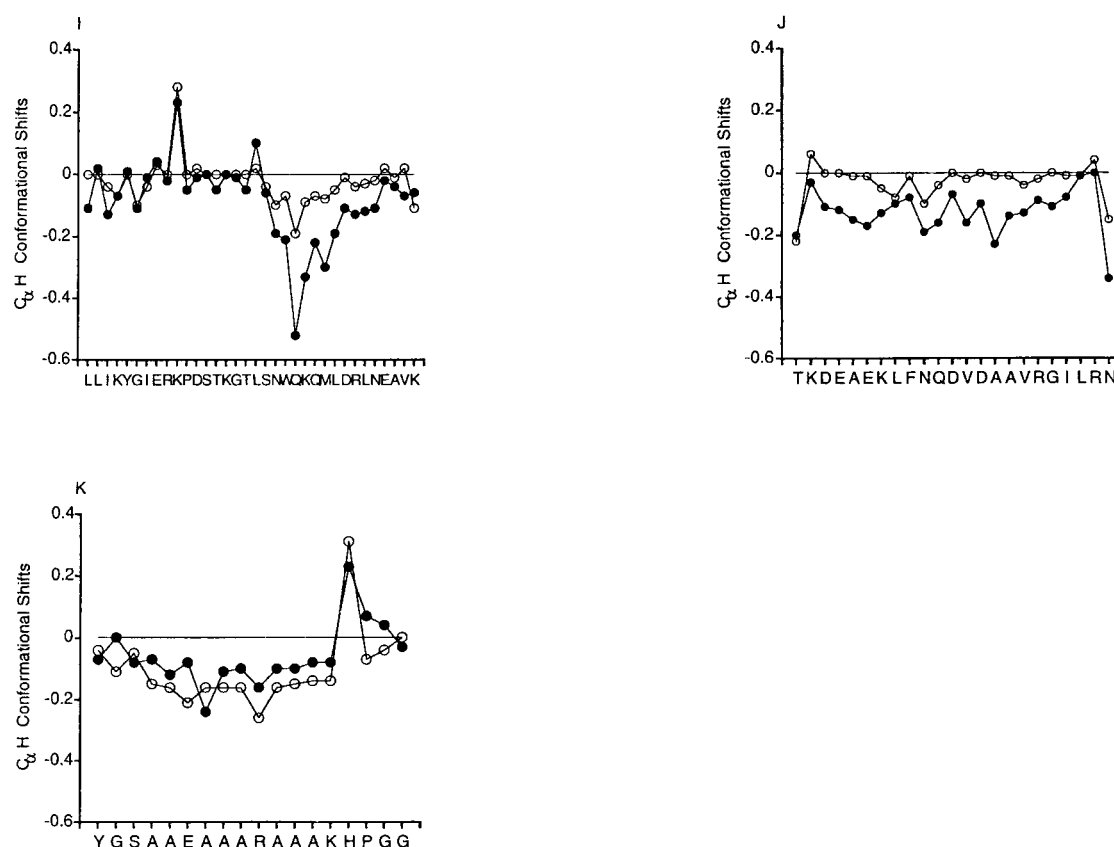 I
0.4
0.2
0
-0.2
-0.4
-0.6
CαH Conformational Shifts
LLIKYGIERKPDSTKGTLSNWQKQMLDRLNEAVK
J
0.4
0.2
0
-0.2
-0.4
-0.6
CαH Conformational Shifts
TKDEAEKLFNQDVDAAVRGILRN
K
0.4
0.2
0
-0.2
-0.4
-0.6
CαH Conformational Shifts
Y G S A A E A A A R A A A K H P G G